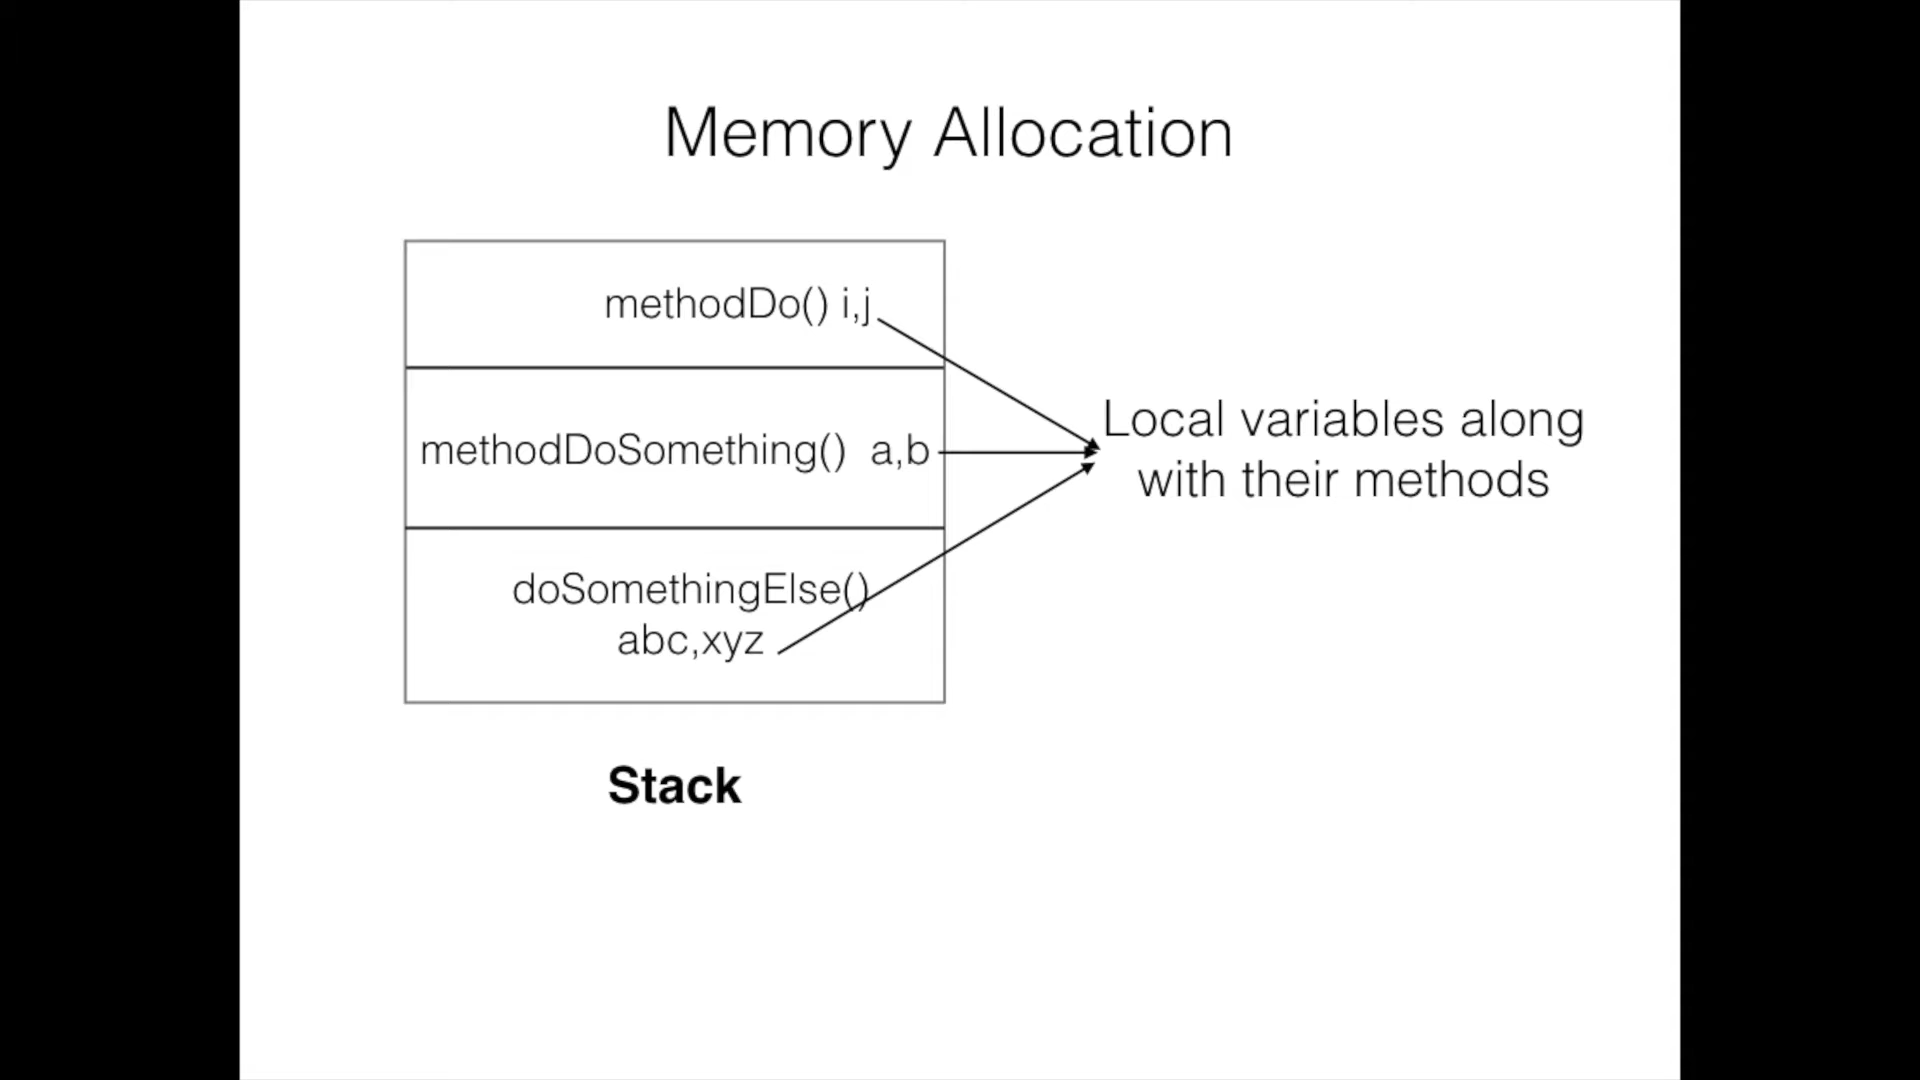 Memory Allocation
methodDo() i,j
methodDoSomething() a,b
doSomethingElse()
abc,xyz
Local variables along
with their methods
Stack